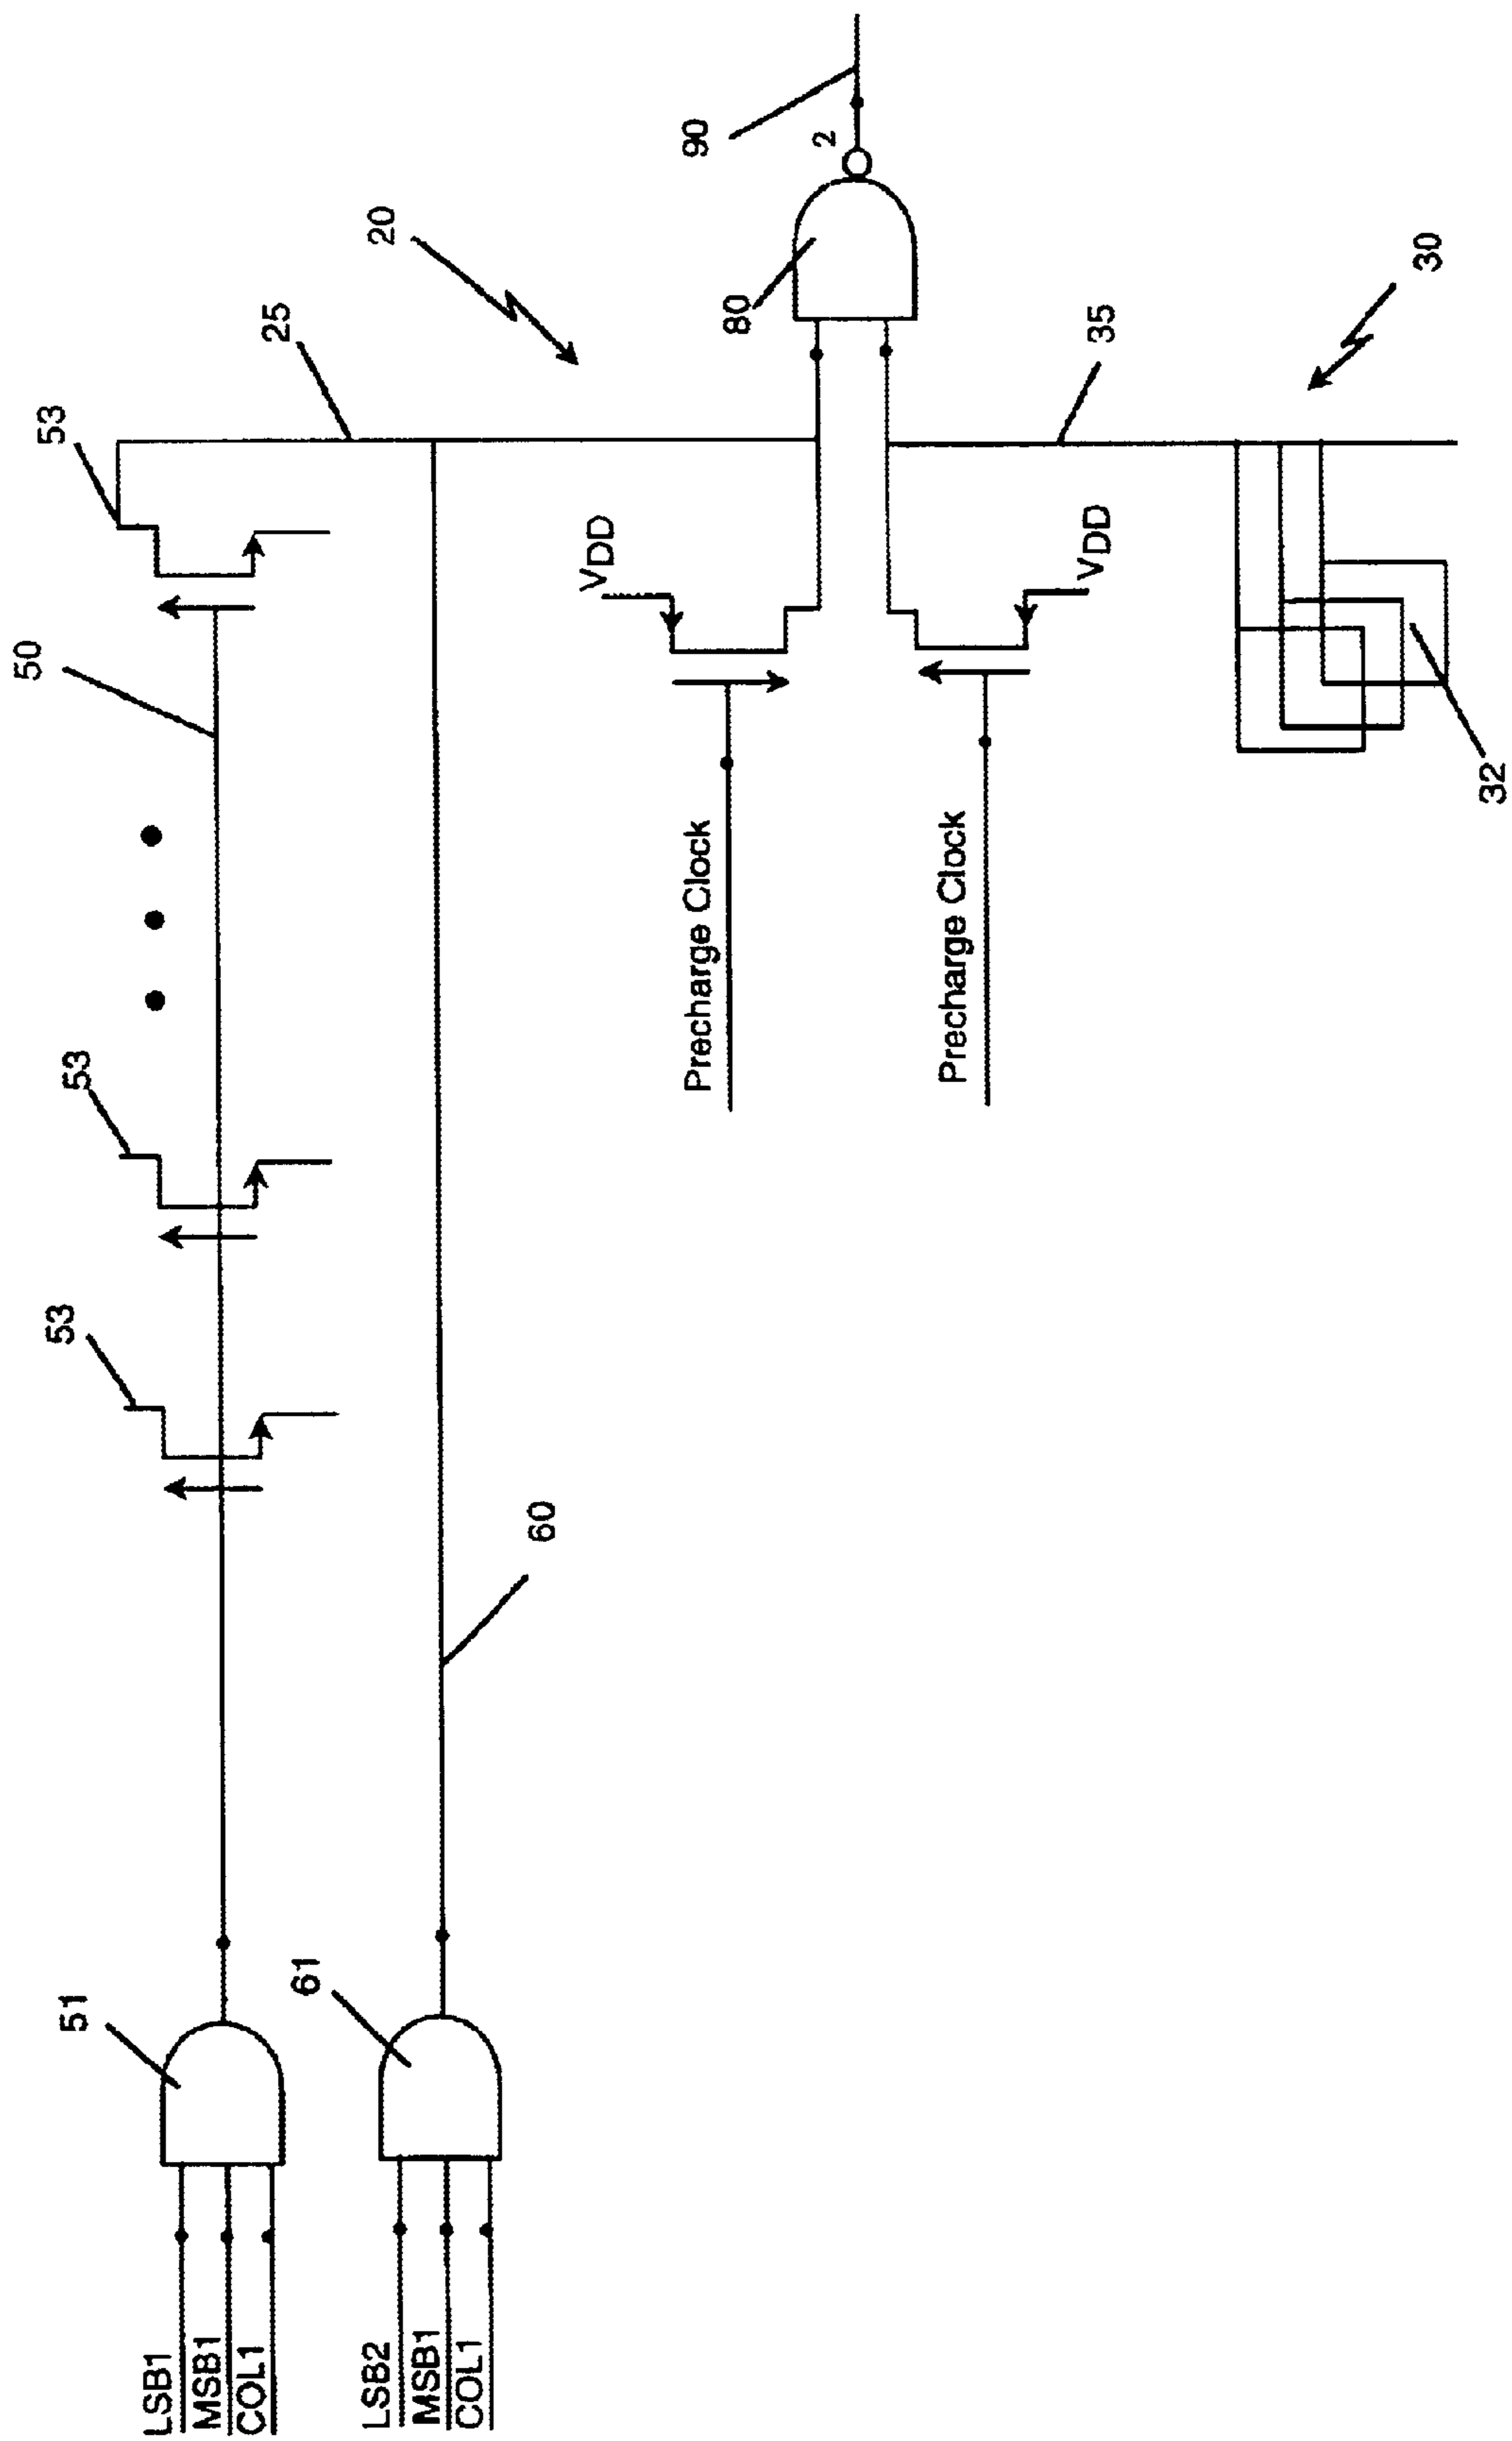 51
LSB1
MSB1
COL1
61
LSB2
MSB1
COL1
53
53
50
53
60
25
20
90
2
80
VDD
Precharge Clock
35
VDD
Precharge Clock
30
32